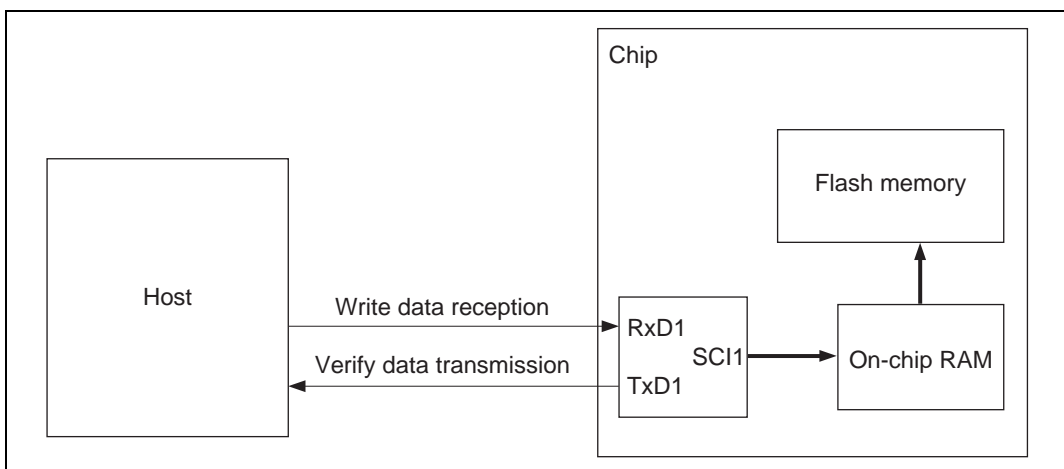 Chip
Flash memory
Host
Write data reception
RxD1
SCI1
On-chip RAM
Verify data transmission
TxD1